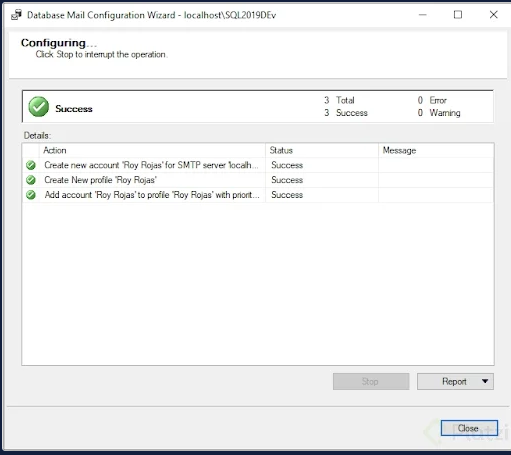 Database Mail Configuration Wizard - localhost\SQL2019DEv
Configuring...
Click Stop to interrupt the operation.
Success
3 Total 0 Error
3 Success 0 Warning
Details:
Action Status Message
Create new account 'Roy Rojas' for SMTP server 'localh... Success
Create New profile 'Roy Rojas' Success
Add account 'Roy Rojas' to profile 'Roy Rojas' with priorit... Success
Stop Report
Close